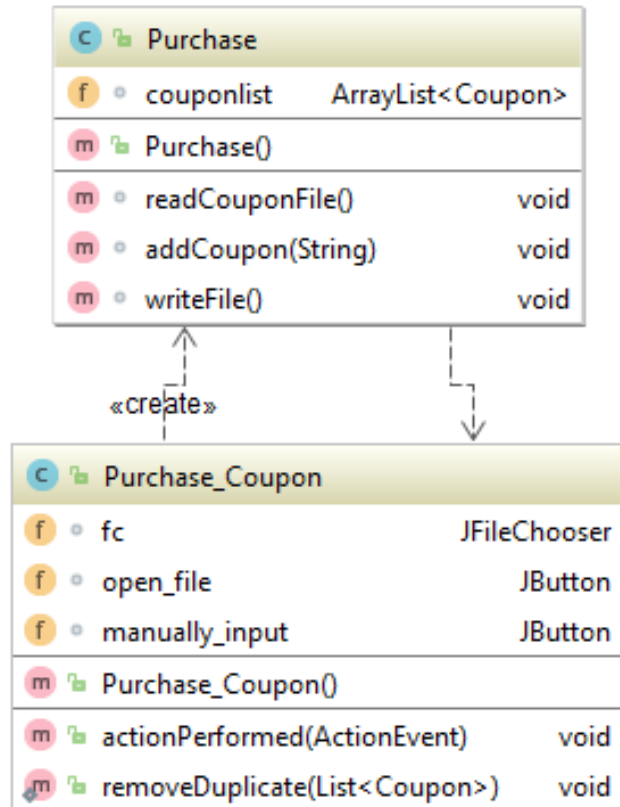 C Purchase
f couponlist ArrayList<Coupon>
m Purchase()
m readCouponFile() void
m addCoupon(String) void
m writeFile() void
«create»
C Purchase_Coupon
f fc JFileChooser
f open_file JButton
f manually_input JButton
m Purchase_Coupon()
m actionPerformed(ActionEvent) void
m removeDuplicate(List<Coupon>) void